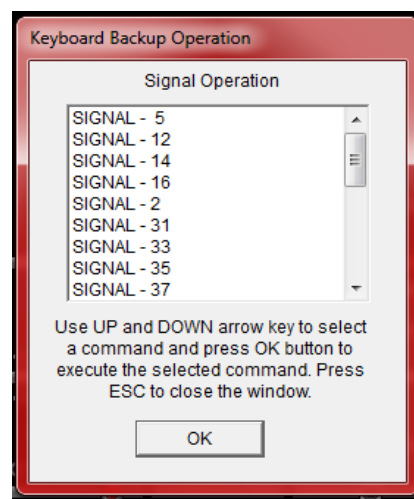 Keyboard Backup Operation
Signal Operation
SIGNAL - 5
SIGNAL - 12
SIGNAL - 14
SIGNAL - 16
SIGNAL - 2
SIGNAL - 31
SIGNAL - 33
SIGNAL - 35
SIGNAL - 37
Use UP and DOWN arrow key to select
a command and press OK button to
execute the selected command. Press
ESC to close the window.
OK